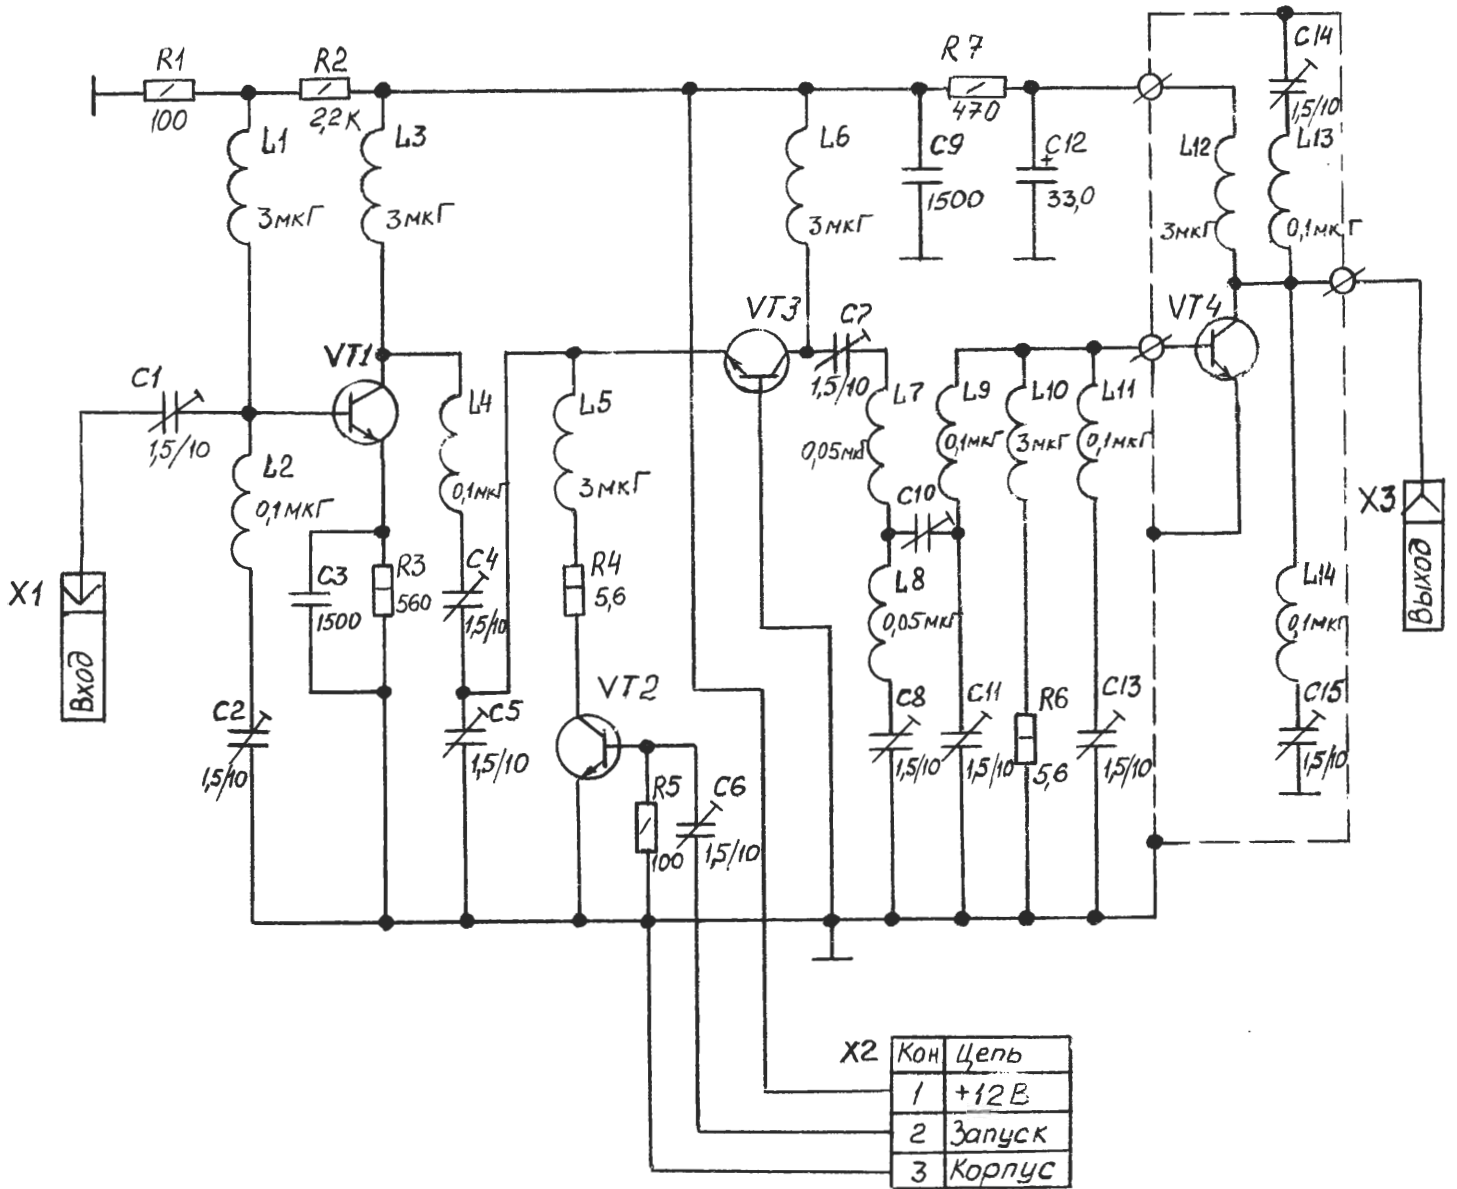 R1
100
R2
2,2К
L1
3мкГ
L3
3мкГ
L6
3мкГ
C9
1500
R7
470
C12
+
33,0
C14
1,5/10
L12
3мкГ
L13
0,1мкГ
VT1
C1
1,5/10
L2
0,1мкГ
L4
0,1мкГ
L5
3мкГ
VT3
C7
1,5/10
L7
0,05мкГ
L9
0,1мкГ
L10
3мкГ
L11
0,1мкГ
VT4
X3
Выход
X1
Вход
C3
1500
R3
560
C4
1,5/10
R4
5,6
C10
L8
0,05мкГ
L14
0,1мкГ
C2
1,5/10
C5
1,5/10
VT2
R5
100
C6
1,5/10
C8
1,5/10
C11
1,5/10
R6
5,6
C13
1,5/10
C15
1,5/10
X2
Кон Цепь
1 +12В
2 Запуск
3 Корпус